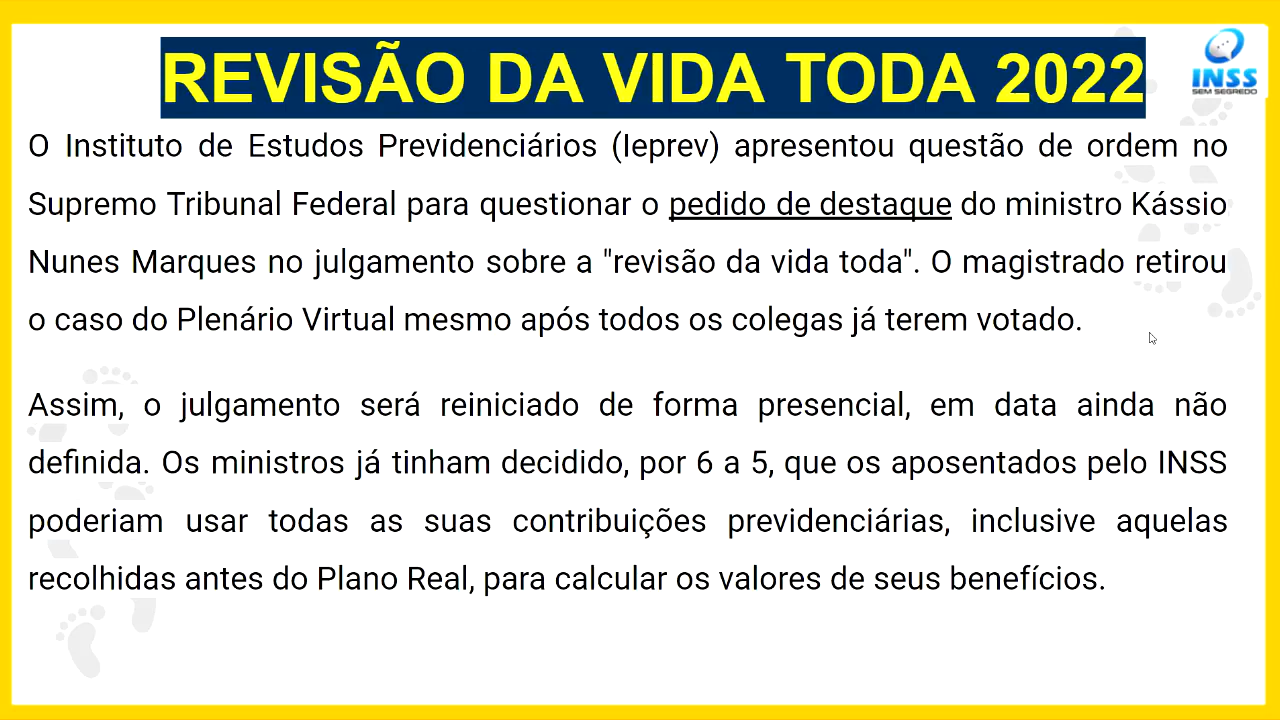 REVISÃO DA VIDA TODA 2022
INSS
SEM SEGREDO
O Instituto de Estudos Previdenciários (Ieprev) apresentou questão de ordem no
Supremo Tribunal Federal para questionar o pedido de destaque do ministro Kássio
Nunes Marques no julgamento sobre a "revisão da vida toda". O magistrado retirou
o caso do Plenário Virtual mesmo após todos os colegas já terem votado.
Assim, o julgamento será reiniciado de forma presencial, em data ainda não
definida. Os ministros já tinham decidido, por 6 a 5, que os aposentados pelo INSS
poderiam usar todas as suas contribuições previdenciárias, inclusive aquelas
recolhidas antes do Plano Real, para calcular os valores de seus benefícios.